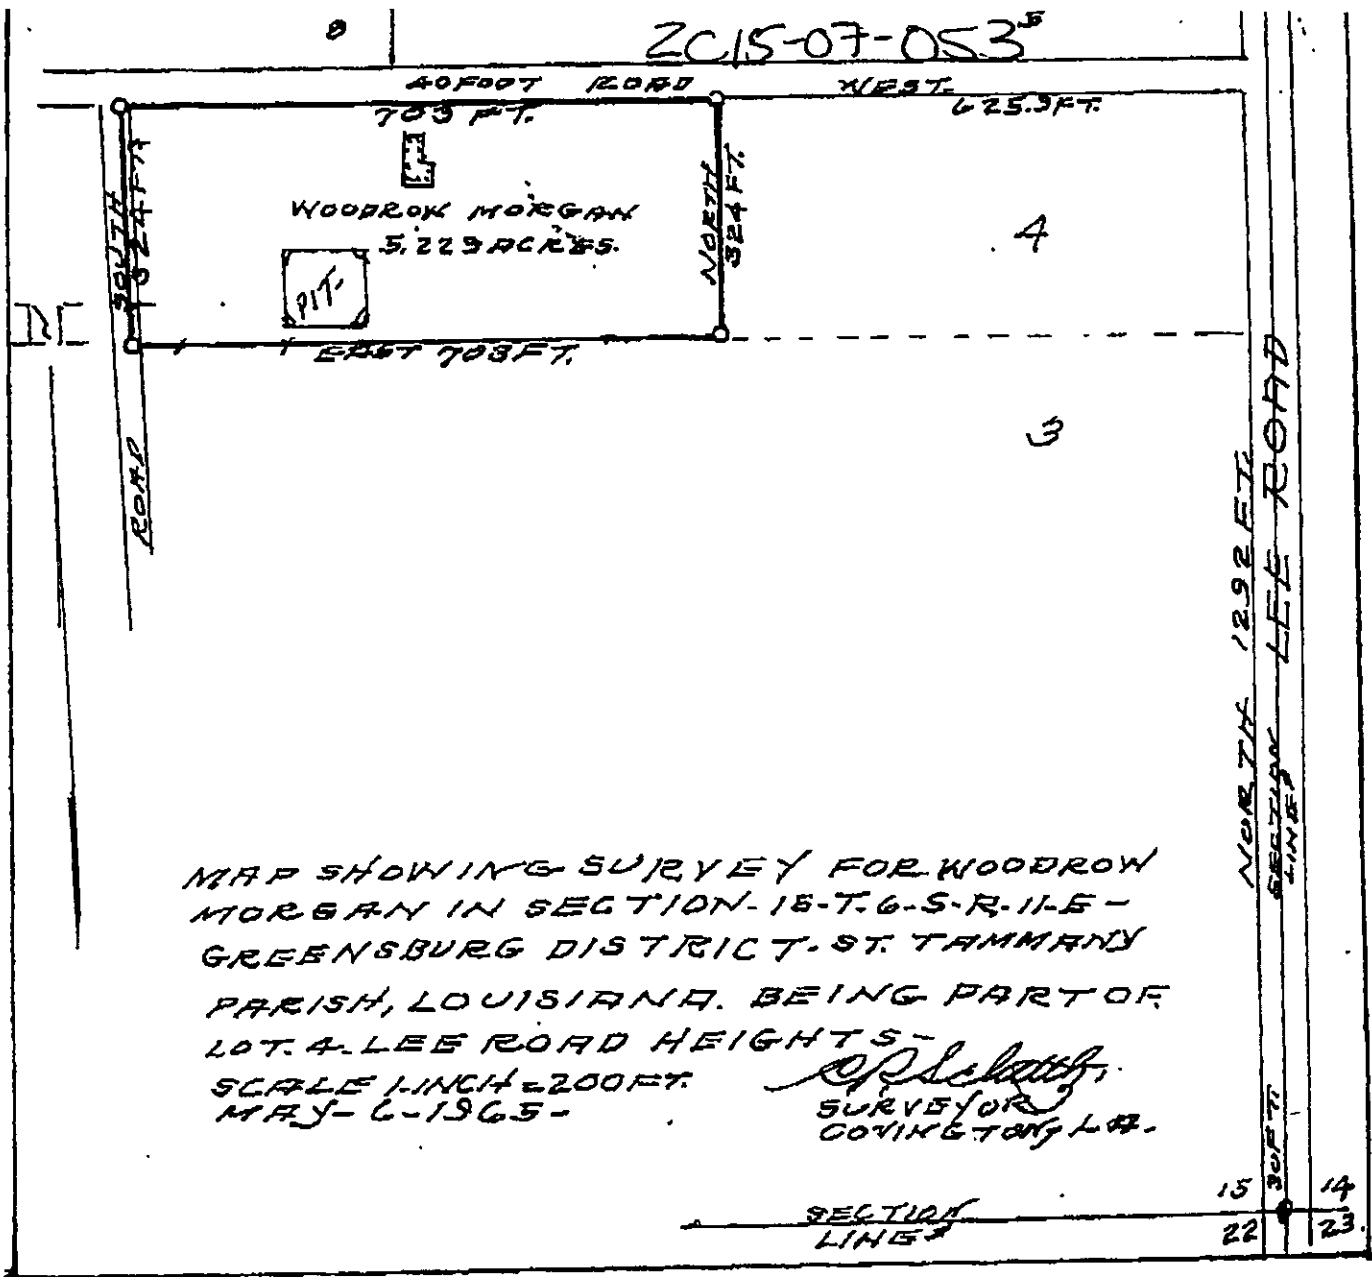 8
ZC15-07-053
40 FOOT ROAD WEST.
703 FT. 625.9 FT.
SOUTH
324 FT.
NORTH
324 FT.
WOODROW MORGAN
5.229 ACRES.
PIT.
4
EAST 703 FT.
3
ROAD
NORTH 1292 FT.
LEE ROAD
SECTION
LINE
MAP SHOWING SURVEY FOR WOODROW
MORGAN IN SECTION-15-T.6-S-R-11-E-
GREENSBURG DISTRICT. ST. TAMMANY
PARISH, LOUISIANA. BEING PART OF
LOT. 4. LEE ROAD HEIGHTS-
SCALE 1.INCH=200 FT.
MAY-6-1965-
SURVEYOR
COVINGTON, LA.
30 FT
15 14
SECTION
LINE
22 23.